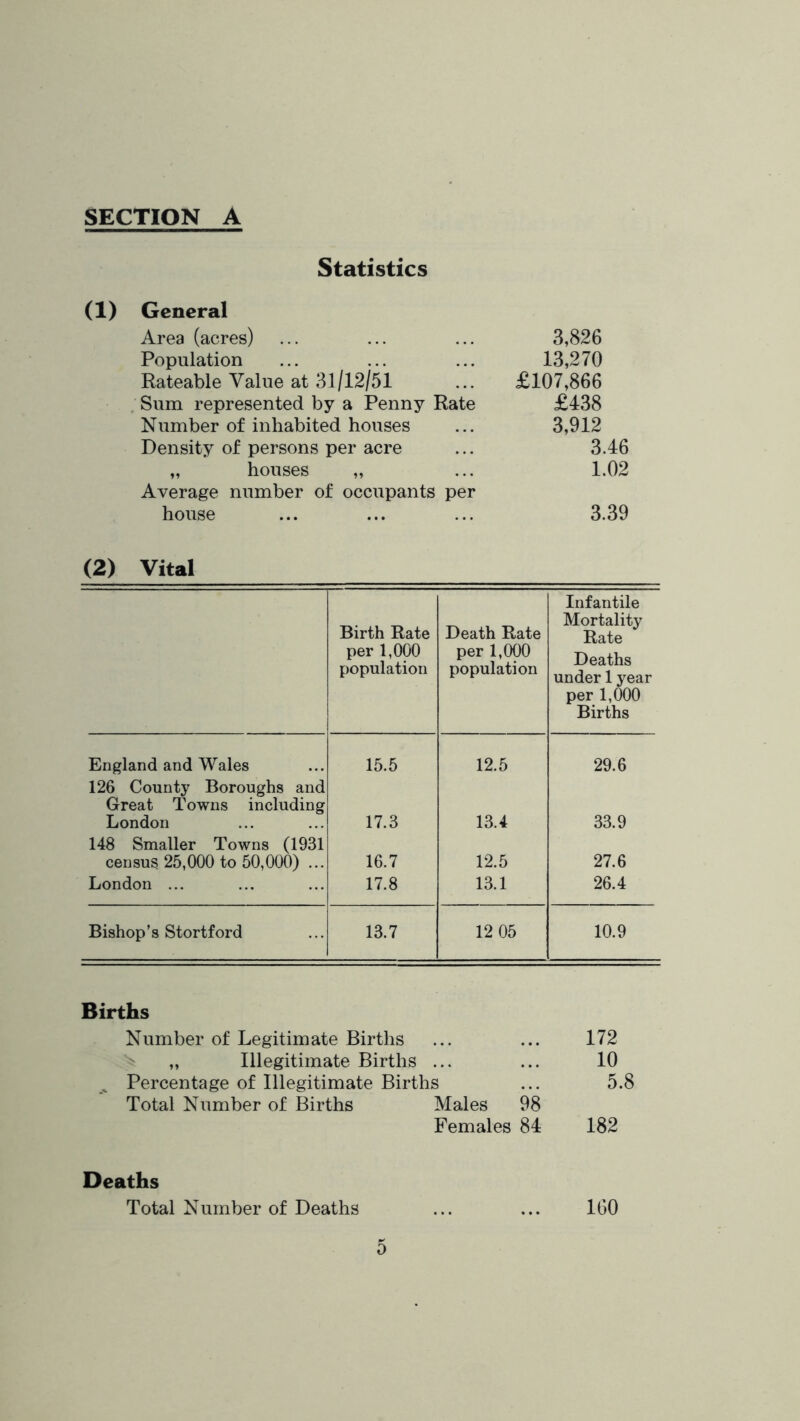 SECTION A
Statistics
(1) General
Area (acres) ... ... ... 3,826
Population ... ... ... 13,270
Rateable Value at 31/12/51 ... £107,866
Sum represented by a Penny Rate £438
Number of inhabited houses ... 3,912
Density of persons per acre ... 3.46
„ houses „ ... 1.02
Average number of occupants per
house ... ... ... 3.39
(2) Vital
Birth Rate per 1,000 population
Death Rate per 1,000 population
Infantile Mortality Rate Deaths under 1 year per 1,000 Births
England and Wales ... 15.5 12.5 29.6
126 County Boroughs and
Great Towns including
London ... ... 17.3 13.4 33.9
148 Smaller Towns (1931
census 25,000 to 50,000) ... 16.7 12.5 27.6
London ... ... ... 17.8 13.1 26.4
Bishop's Stortford ... 13.7 12 05 10.9
Births
Number of Legitimate Births ... ... 172
„ Illegitimate Births ... ... 10
Percentage of Illegitimate Births ... 5.8
Total Number of Births Males 98
Females 84 182
Deaths
Total Number of Deaths ... ... 160
5